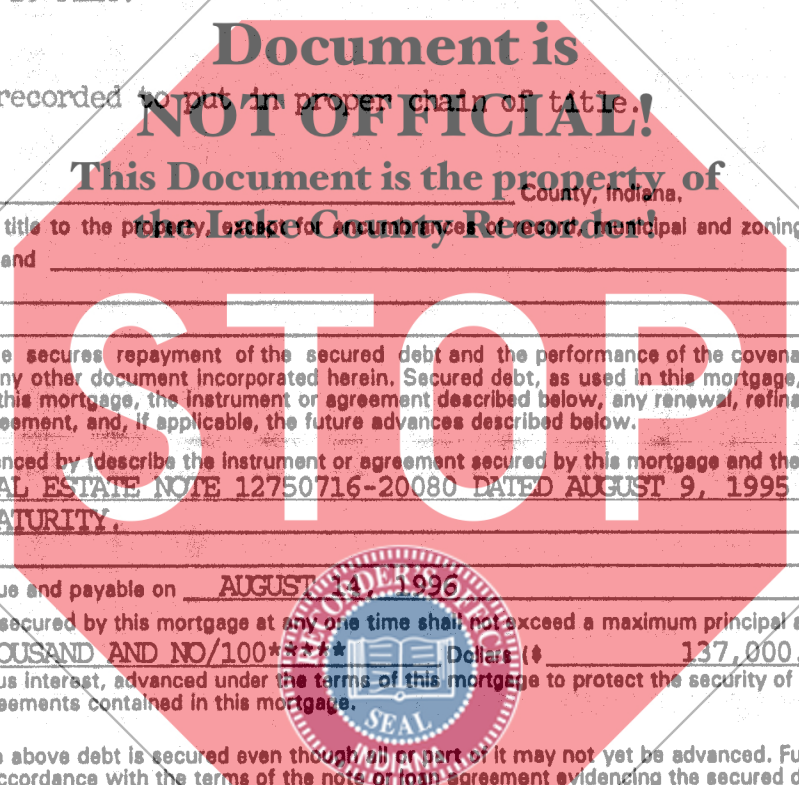 Document is
recorded to put in proper chain of title.
NOT OFFICIAL!
This Document is the property of
County, Indiana,
the Lake County Recorder!
title to the property, except for encumbrances of record, municipal and zoning
and
STOP
e secures repayment of the secured debt and the performance of the covena
ny other document incorporated herein. Secured debt, as used in this mortgage,
this mortgage, the instrument or agreement described below, any renewal, refina
eement, and, if applicable, the future advances described below.
nced by (describe the instrument or agreement secured by this mortgage and the
AL ESTATE NOTE 12750716-20080 DATED AUGUST 9, 1995
ATURITY.
ue and payable on AUGUST 14, 1996
secured by this mortgage at any one time shall not exceed a maximum principal a
OUSAND AND NO/100***** Dollars ($ 137,000.
us interest, advanced under the terms of this mortgage to protect the security of
eements contained in this mortgage.
SEAL
e above debt is secured even though all or part of it may not yet be advanced. Fu
ccordance with the terms of the note or loan agreement evidencing the secured d